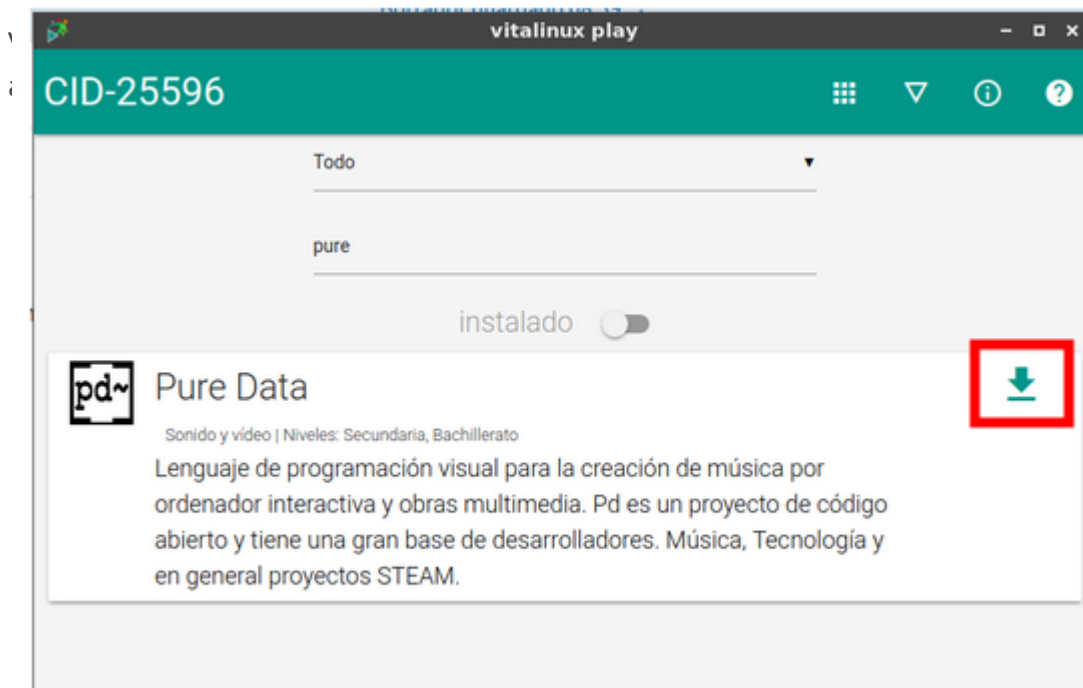 vitalinux play
CID-25596
Todo
pure
instalado
pd~
Pure Data
Sonido y vídeo | Niveles: Secundaria, Bachillerato
Lenguaje de programación visual para la creación de música por
ordenador interactiva y obras multimedia. Pd es un proyecto de código
abierto y tiene una gran base de desarrolladores. Música, Tecnología y
en general proyectos STEAM.